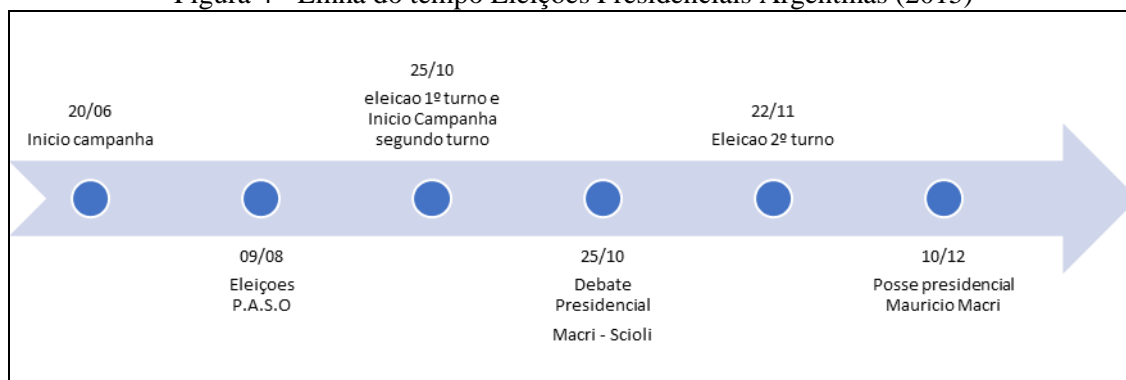 Figura 4 - Linha do tempo Eleições Presidenciais Argentinas (2015)
20/06
Inicio campanha
09/08
Eleiçoes
P.A.S.O
25/10
eleicao 1º turno e
Inicio Campanha
segundo turno
25/10
Debate
Presidencial
Macri - Scioli
22/11
Eleicao 2º turno
10/12
Posse presidencial
Mauricio Macri